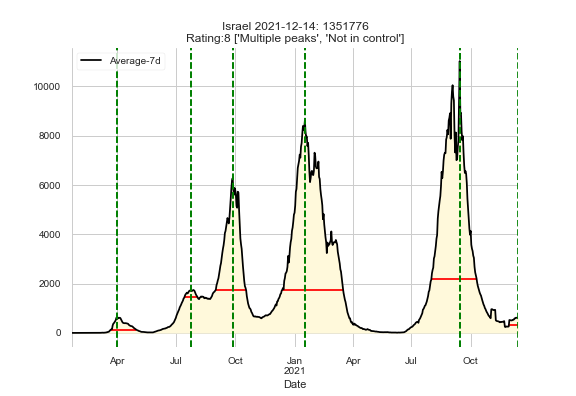 Israel 2021-12-14: 1351776
Rating:8 ['Multiple peaks', 'Not in control']
Average-7d
10000
8000
6000
4000
2000
0
Apr Jul Oct Jan Apr Jul Oct
2021
Date